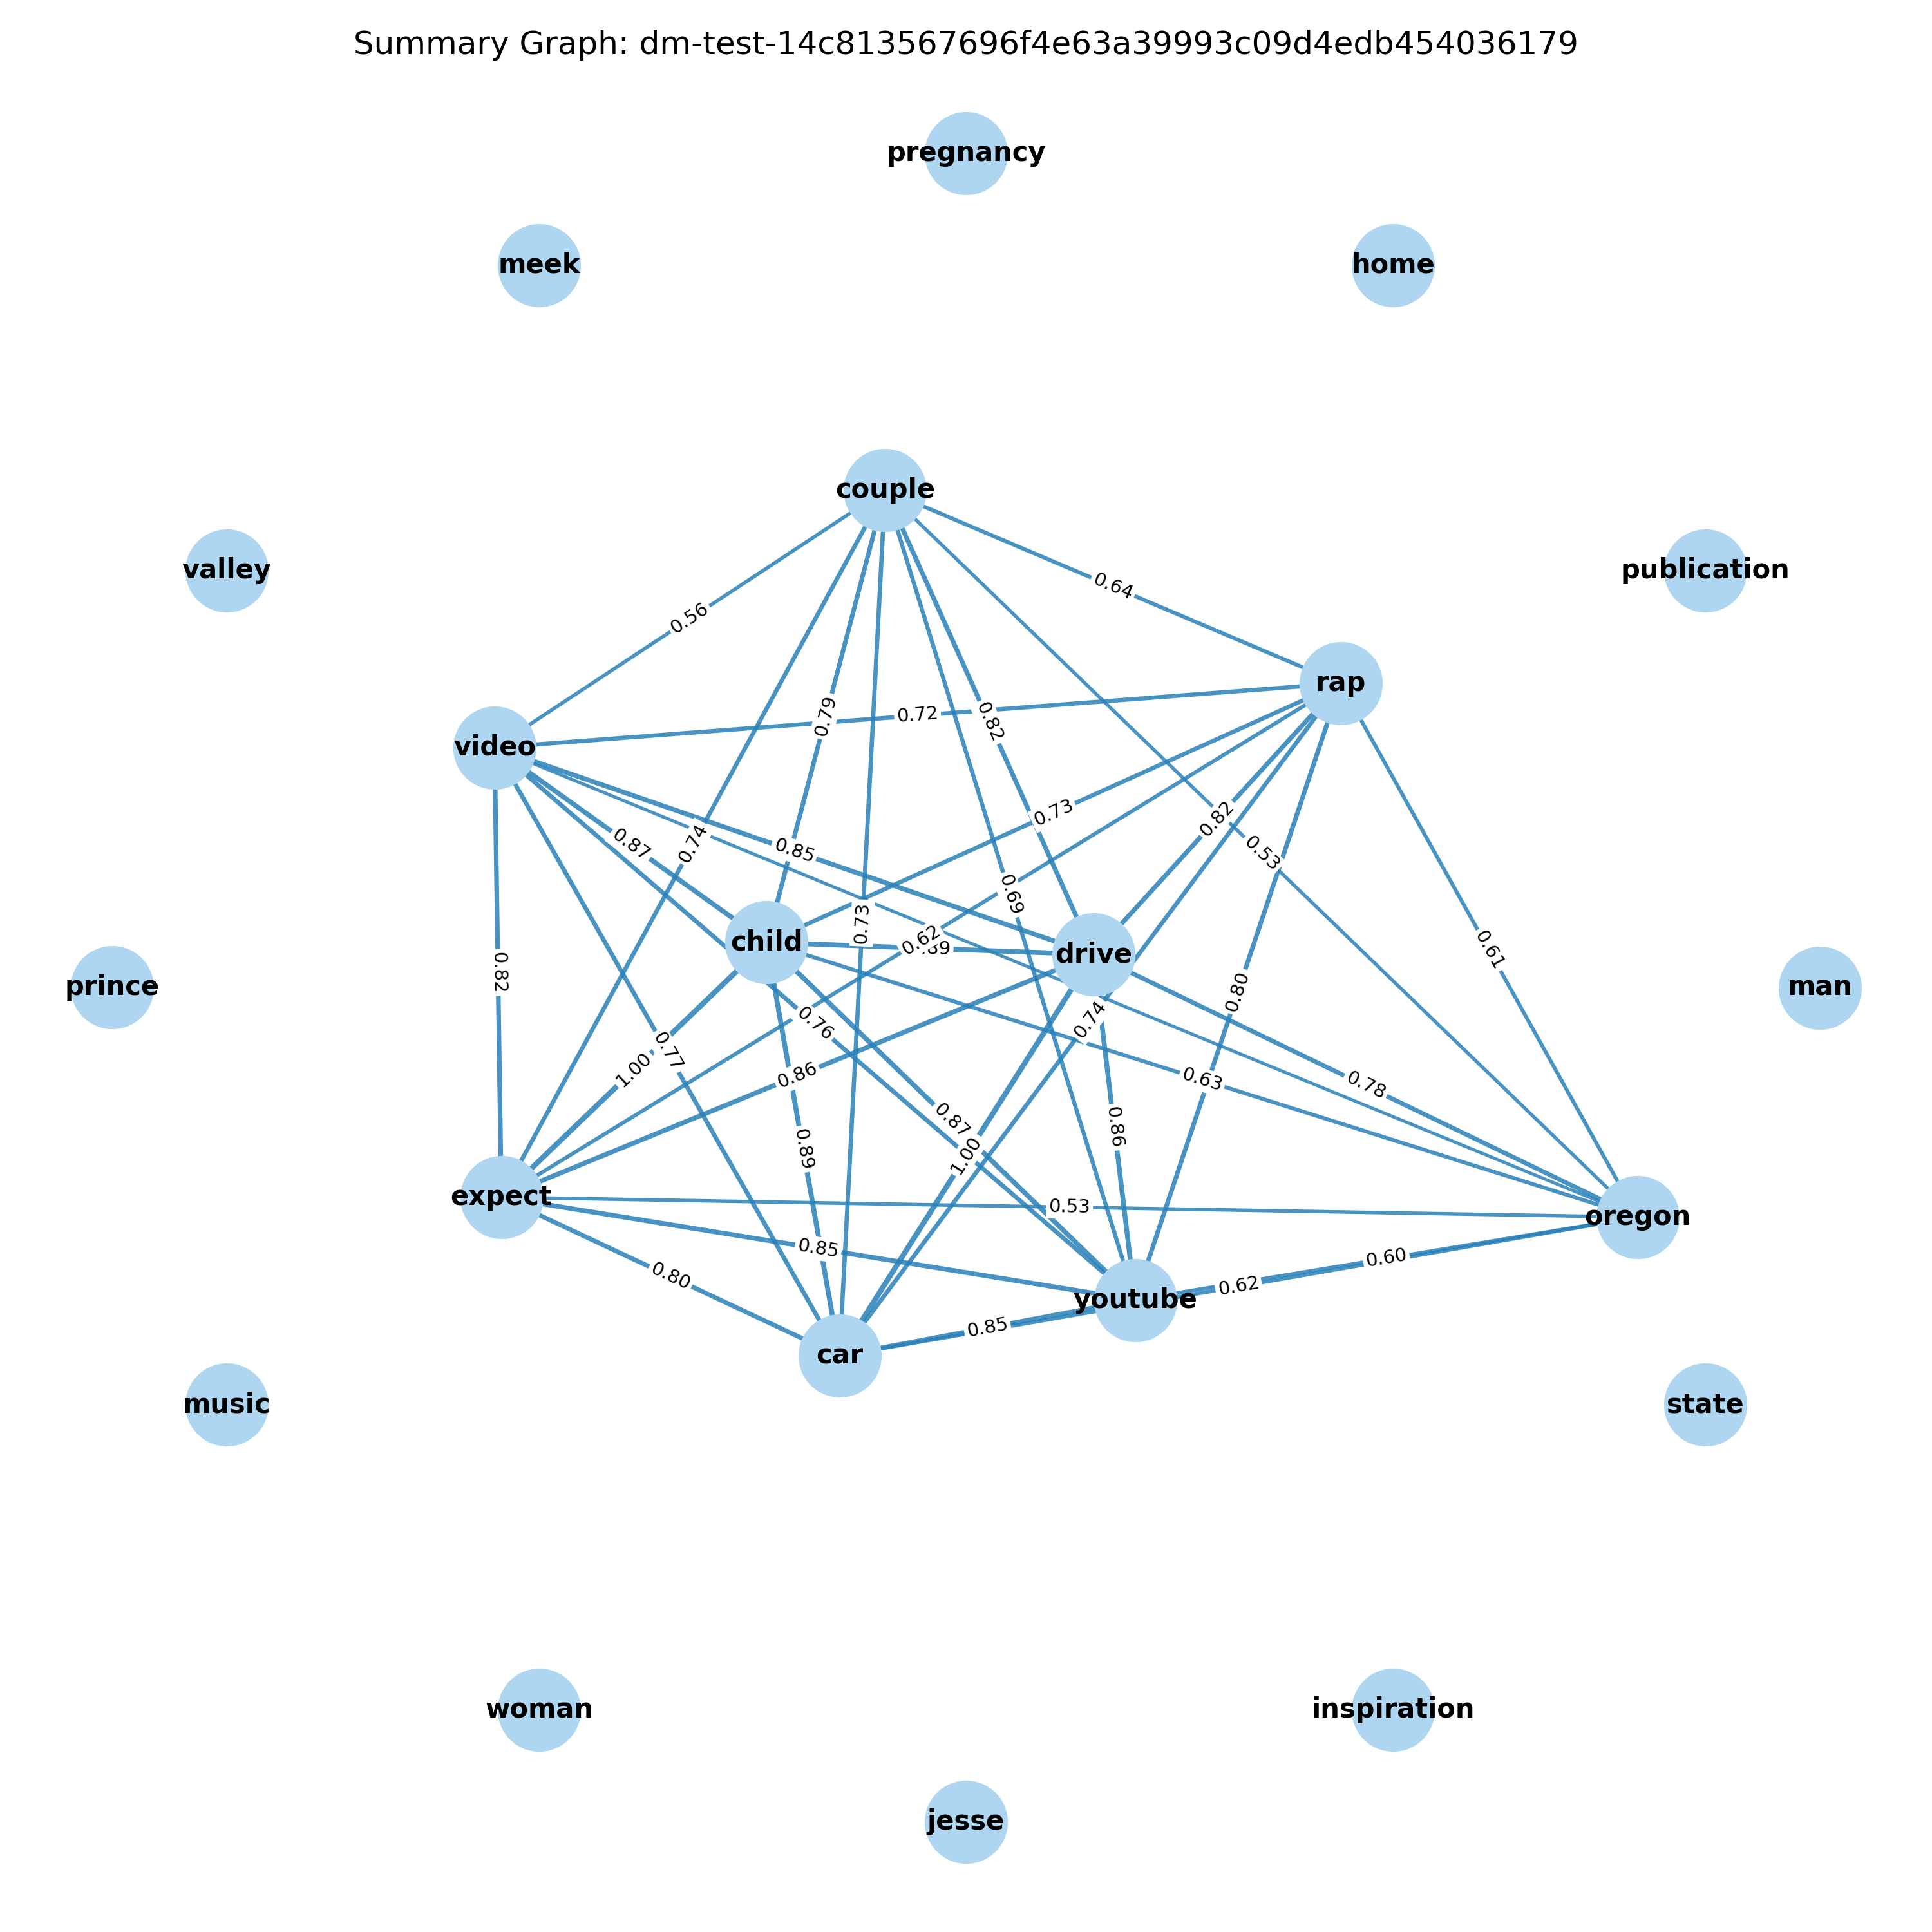 Summary Graph: dm-test-14c813567696f4e63a39993c09d4edb454036179
pregnancy
meek
home
couple
valley
publication
0.64
0.56
rap
0.79
0.72
0.82
video
0.73
0.82
0.74
0.87
0.85
0.53
0.69
0.73
child
0.62
drive
0.61
0.82
prince
man
0.80
0.76
0.74
0.77
1.00
0.86
0.63
0.78
0.87
0.86
0.89
1.00
expect
0.53
oregon
0.85
0.60
0.80
0.62
youtube
0.85
car
music
state
woman
inspiration
jesse